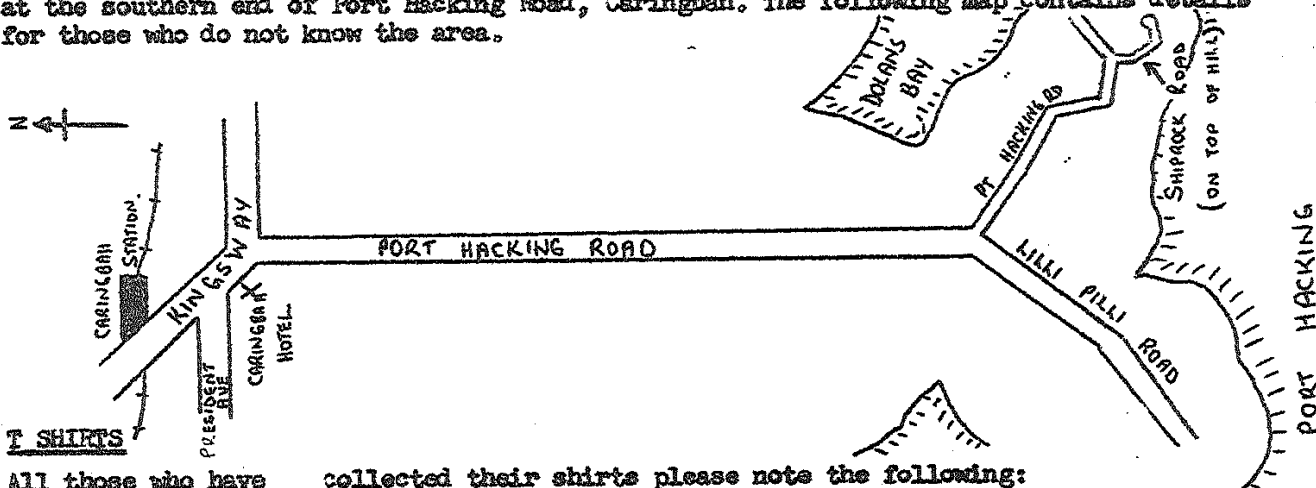 at the southern end of Port Hacking Road, Caringbah. The following map contains details
for those who do not know the area.
N
CARINGBAH
STATION.
KINGSWAY
PRESIDENT
AVE
CARINGBAH
HOTEL
PORT HACKING ROAD
DOLANS
BAY
PT HACKING RD
SHIPROCK ROAD
(ON TOP OF HILL)
LILLI PILLI ROAD
PORT HACKING
T SHIRTS
All those who have collected their shirts please note the following: